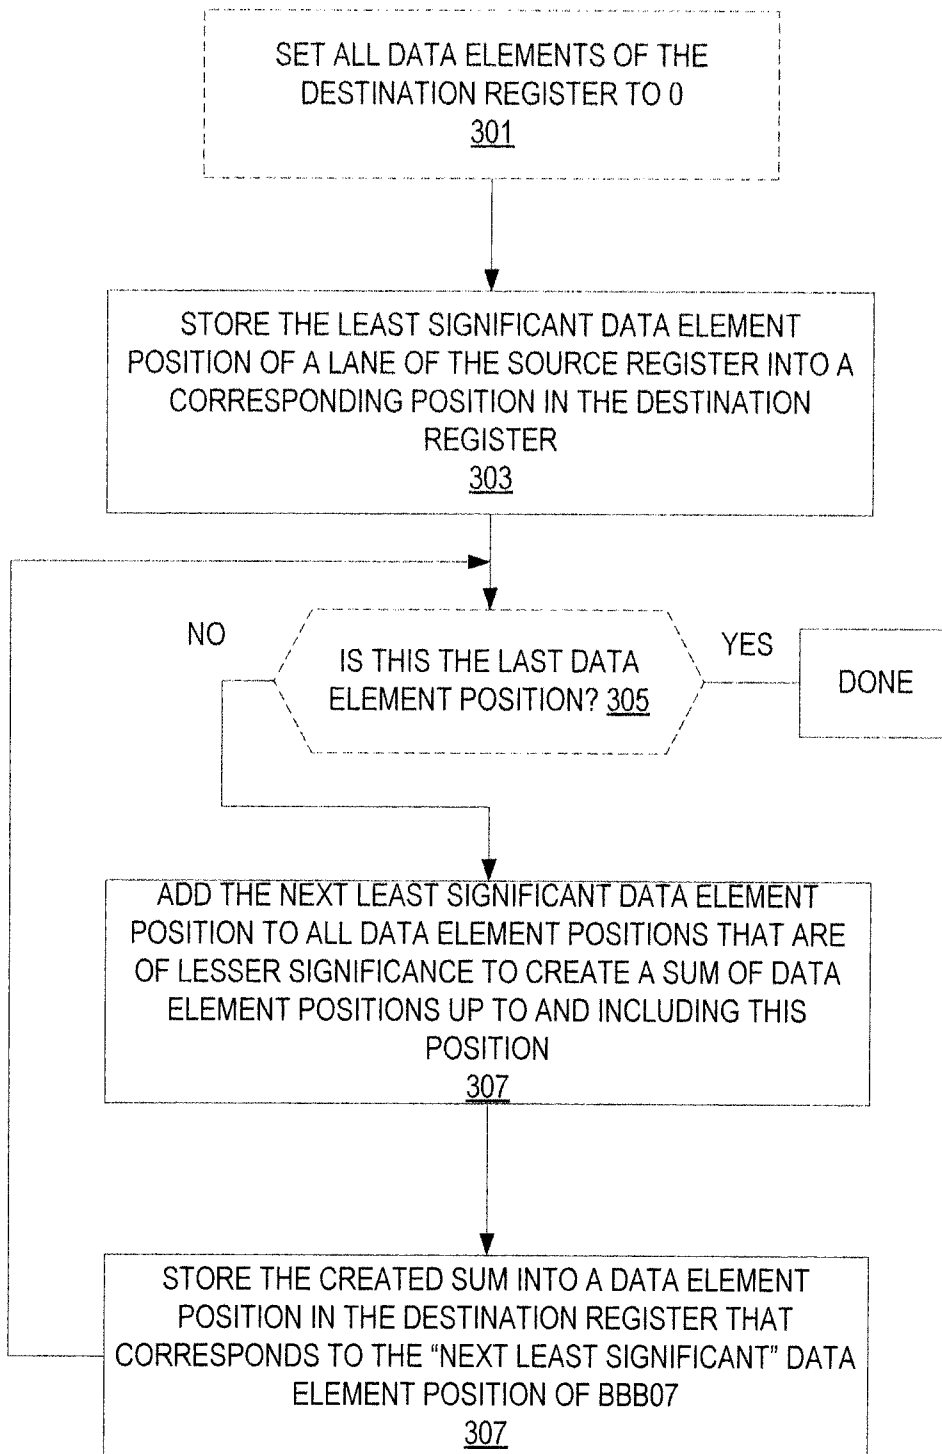 SET ALL DATA ELEMENTS OF THE
DESTINATION REGISTER TO 0
301
STORE THE LEAST SIGNIFICANT DATA ELEMENT
POSITION OF A LANE OF THE SOURCE REGISTER INTO A
CORRESPONDING POSITION IN THE DESTINATION
REGISTER
303
NO
IS THIS THE LAST DATA
ELEMENT POSITION? 305
YES
DONE
ADD THE NEXT LEAST SIGNIFICANT DATA ELEMENT
POSITION TO ALL DATA ELEMENT POSITIONS THAT ARE
OF LESSER SIGNIFICANCE TO CREATE A SUM OF DATA
ELEMENT POSITIONS UP TO AND INCLUDING THIS
POSITION
307
STORE THE CREATED SUM INTO A DATA ELEMENT
POSITION IN THE DESTINATION REGISTER THAT
CORRESPONDS TO THE “NEXT LEAST SIGNIFICANT” DATA
ELEMENT POSITION OF BBB07
307